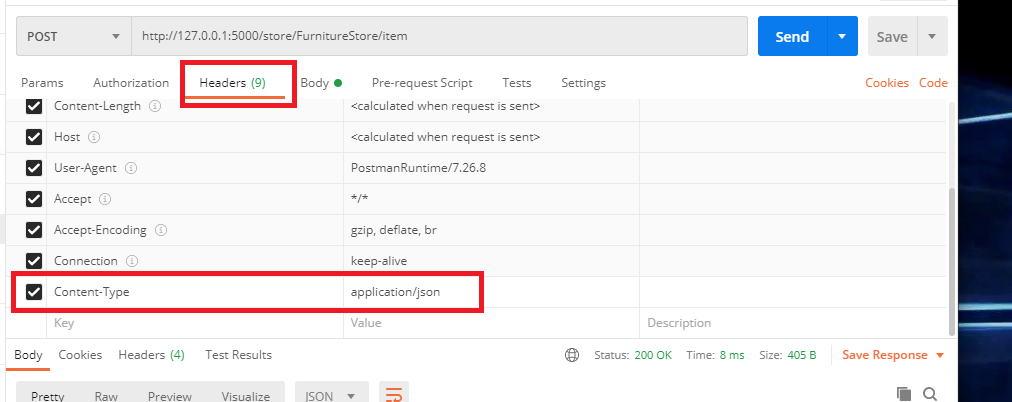 POST http://127.0.0.1:5000/store/FurnitureStore/item Send Save
Params Authorization Headers (9) Body Pre-request Script Tests Settings Cookies Code
Content-Length <calculated when request is sent>
Host <calculated when request is sent>
User-Agent PostmanRuntime/7.26.8
Accept */*
Accept-Encoding gzip, deflate, br
Connection keep-alive
Content-Type application/json
Key Value Description
Body Cookies Headers (4) Test Results Status: 200 OK Time: 8 ms Size: 405 B Save Response
Pretty Raw Preview Visualize JSON